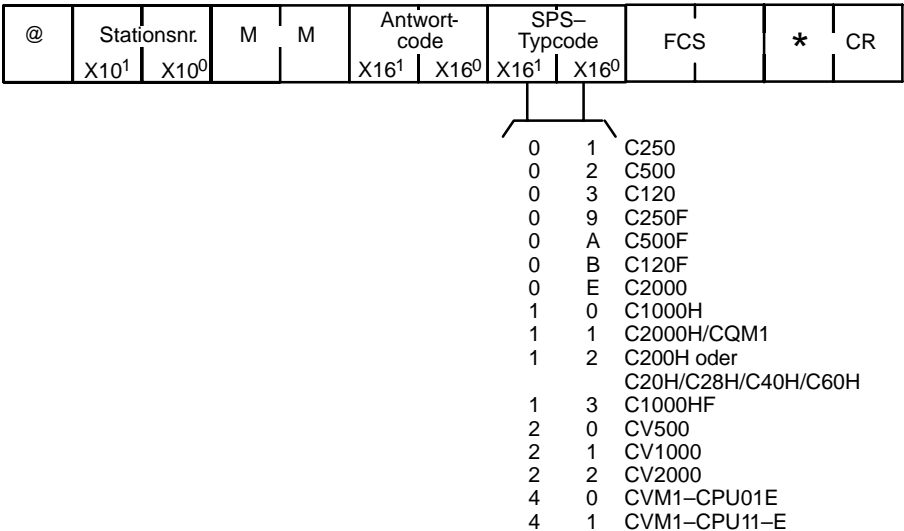 @ Stationsnr. M M Antwort- SPS– FCS * CR
code Typcode
X10¹ X10⁰ X16¹ X16⁰ X16¹ X16⁰
0 1 C250
0 2 C500
0 3 C120
0 9 C250F
0 A C500F
0 B C120F
0 E C2000
1 0 C1000H
1 1 C2000H/CQM1
1 2 C200H oder
C20H/C28H/C40H/C60H
1 3 C1000HF
2 0 CV500
2 1 CV1000
2 2 CV2000
4 0 CVM1–CPU01E
4 1 CVM1–CPU11–E